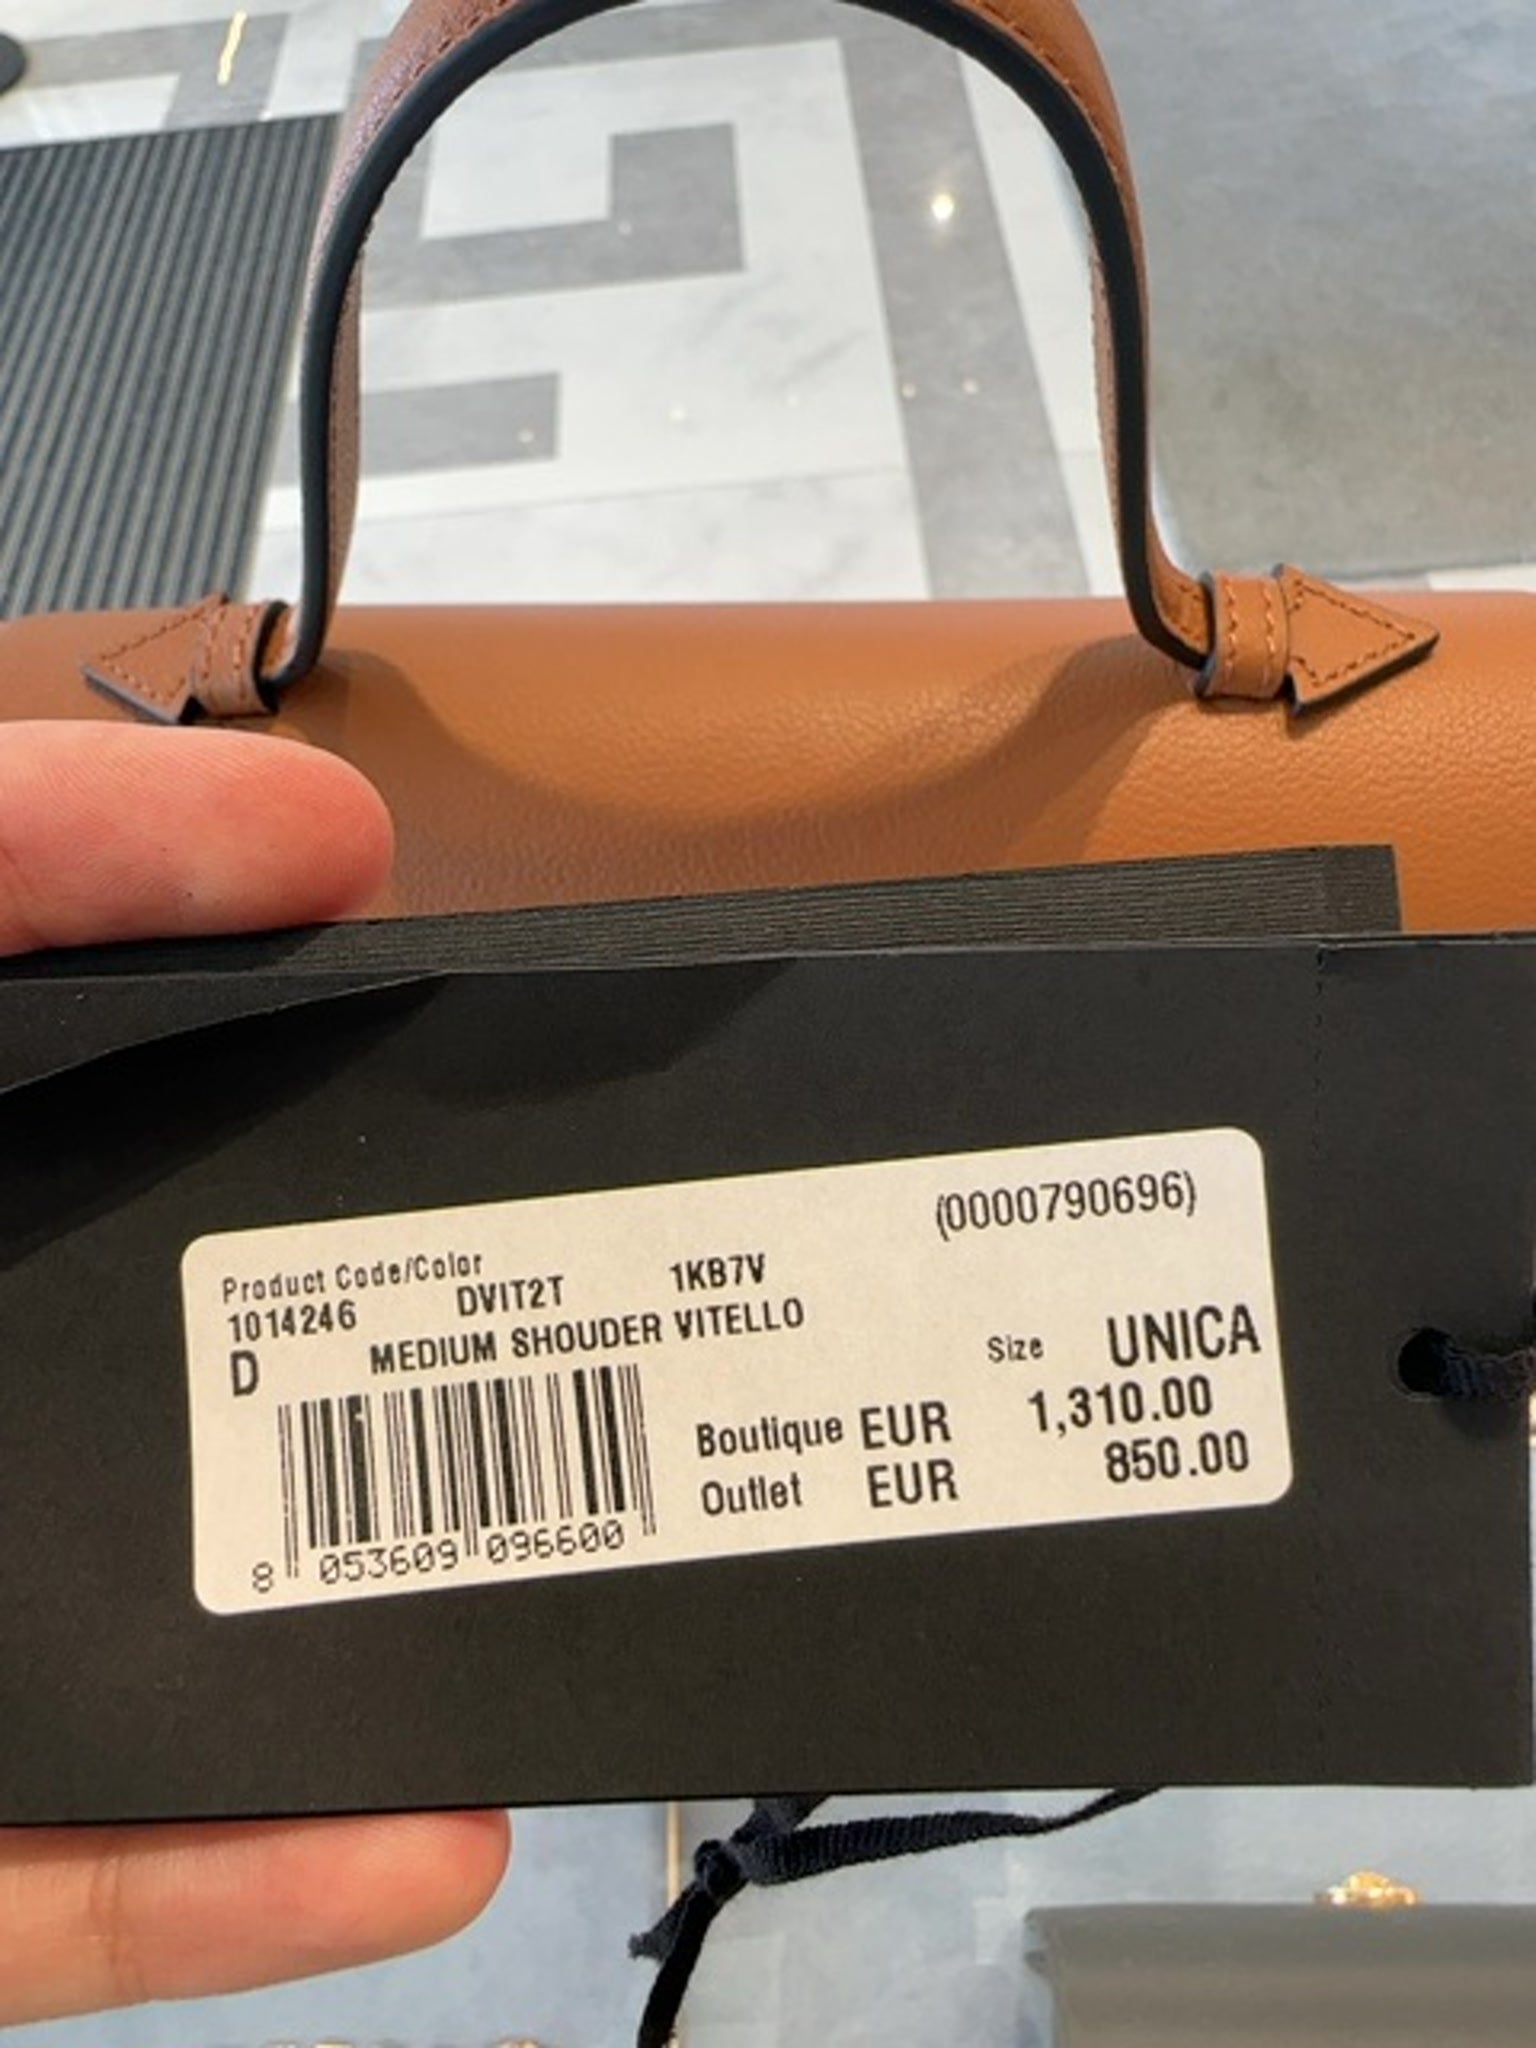 (0000790696)
Product Code/Color
1014246 DVIT2T 1KB7V
D MEDIUM SHOUDER VITELLO
Size UNICA
Boutique EUR 1,310.00
Outlet EUR 850.00
8 053609 096600